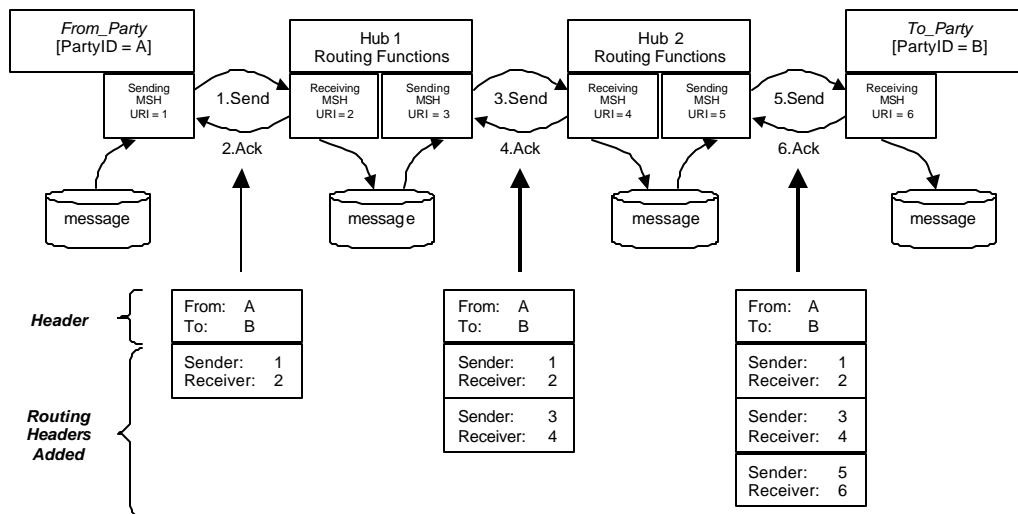 From_Party
[PartyID = A]
Hub 1
Routing Functions
Hub 2
Routing Functions
To_Party
[PartyID = B]
Sending
MSH
URI = 1
1.Send
2.Ack
Receiving
MSH
URI = 2
Sending
MSH
URI = 3
3.Send
4.Ack
Receiving
MSH
URI = 4
Sending
MSH
URI = 5
5.Send
6.Ack
Receiving
MSH
URI = 6
message
message
message
message
Header
From: A
To: B
From: A
To: B
From: A
To: B
Routing
Headers
Added
Sender: 1
Receiver: 2
Sender: 1
Receiver: 2
Sender: 3
Receiver: 4
Sender: 1
Receiver: 2
Sender: 3
Receiver: 4
Sender: 5
Receiver: 6